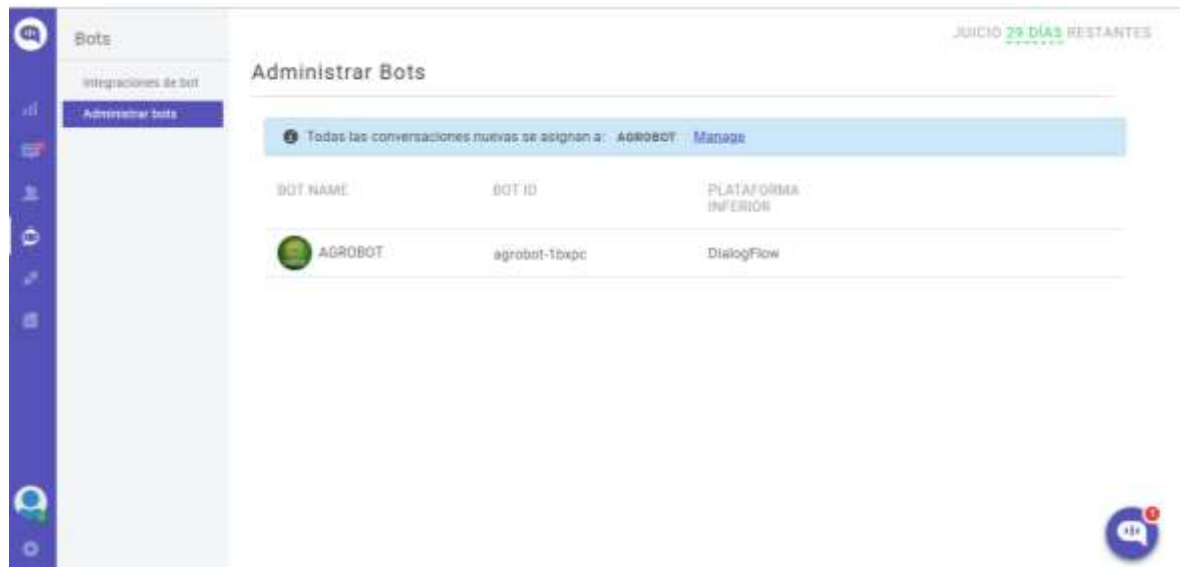 Bots
JUICIO 29 DÍAS RESTANTES
Integraciones de bot
Administrar Bots
Administrar bots
Todas las conversaciones nuevas se asignan a: AGROBOT Manage
BOT NAME BOT ID PLATAFORMA
INFERIOR
AGROBOT agrobot-1bxpc DialogFlow
1